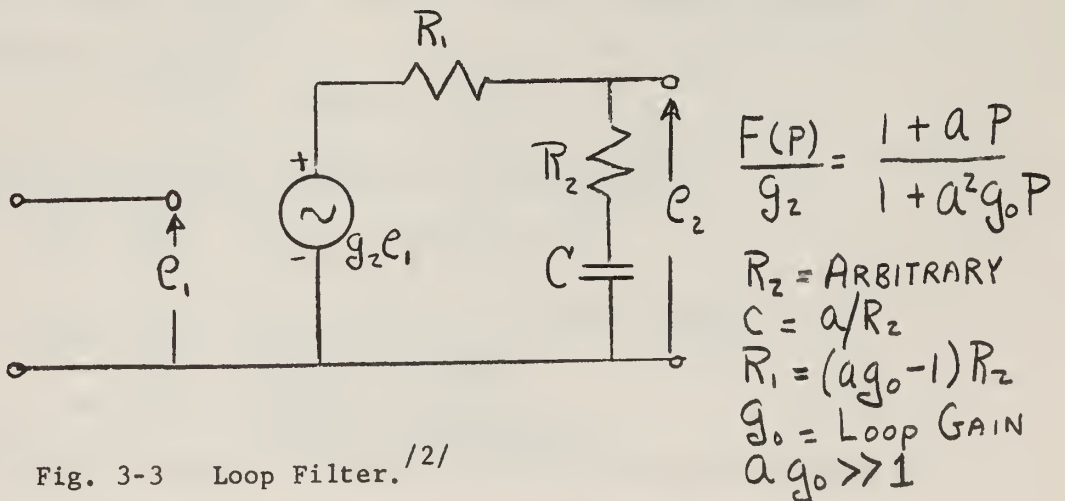 R₁
F(P)/g₂ = (1 + a P)/(1 + a²g₀P)
R₂
e₂
+
-
g₂e₁
e₁
C
R₂ = ARBITRARY
C = a/R₂
R₁ = (ag₀-1)R₂
g₀ = LOOP GAIN
a g₀ >> 1
Fig. 3-3 Loop Filter./2/